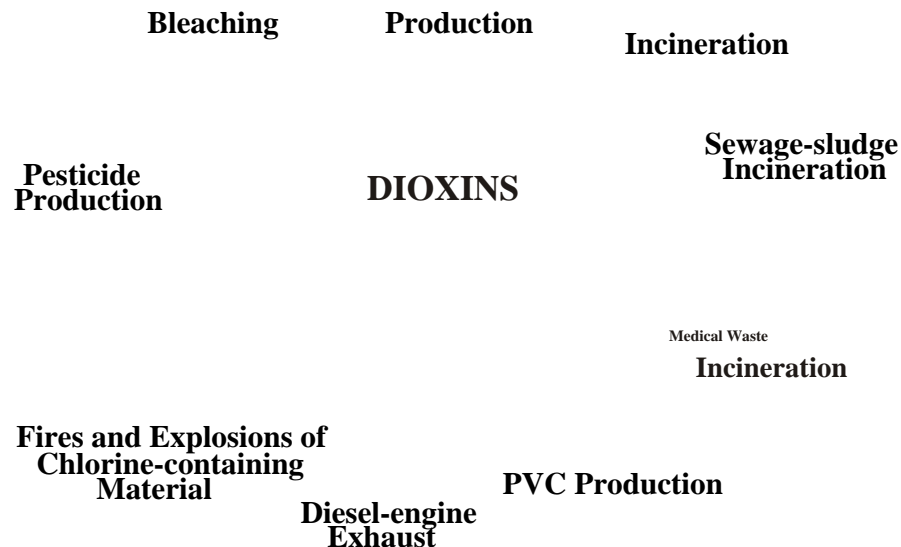 Bleaching
Production
Incineration
Sewage-sludge
Incineration
Pesticide
Production
DIOXINS
Medical Waste
Incineration
Fires and Explosions of
Chlorine-containing
Material
PVC Production
Diesel-engine
Exhaust